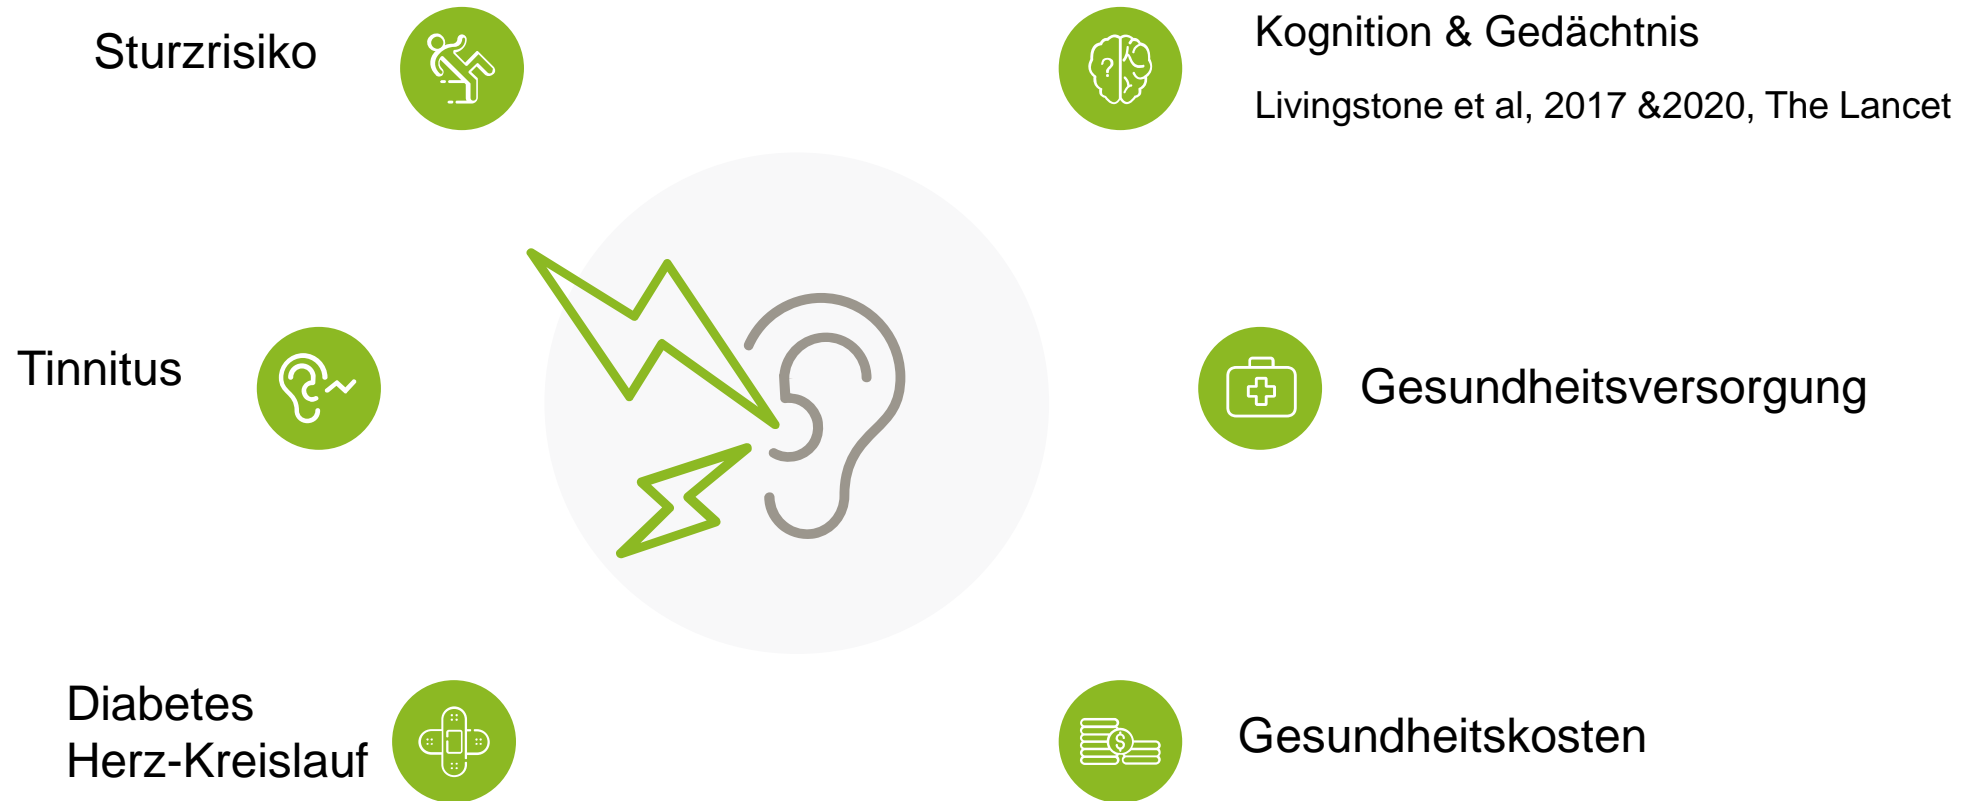 Sturzrisiko
Kognition & Gedächtnis
Livingstone et al, 2017 &2020, The Lancet
Tinnitus
Gesundheitsversorgung
Diabetes
Herz-Kreislauf
Gesundheitskosten